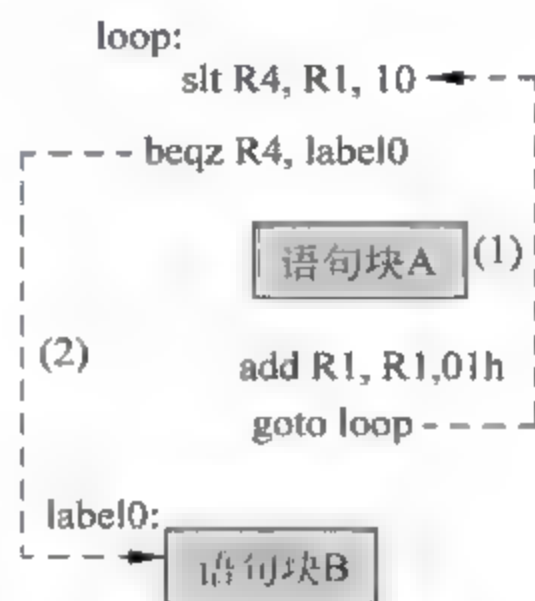 loop:
slt R4, R1, 10
beqz R4, label0
语句块A
(1)
(2)
add R1, R1,01h
goto loop
label0:
语句块B